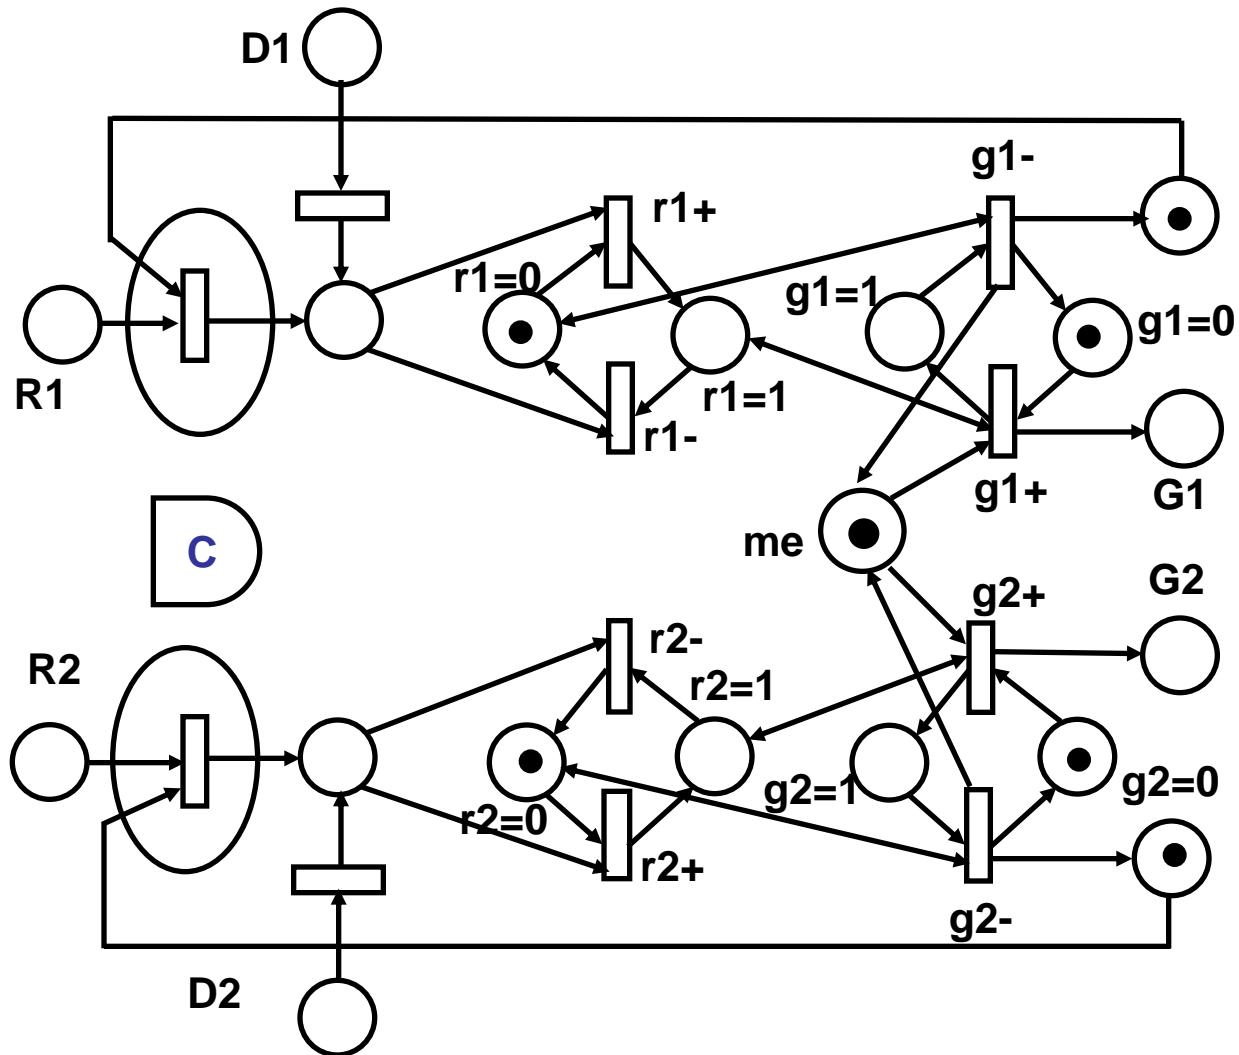 D1
g1-
r1+
r1=0
g1=1
g1=0
R1
r1=1
r1-
g1+
G1
C
me
G2
g2+
R2
r2-
r2=1
g2=1
g2=0
r2=0
r2+
g2-
D2